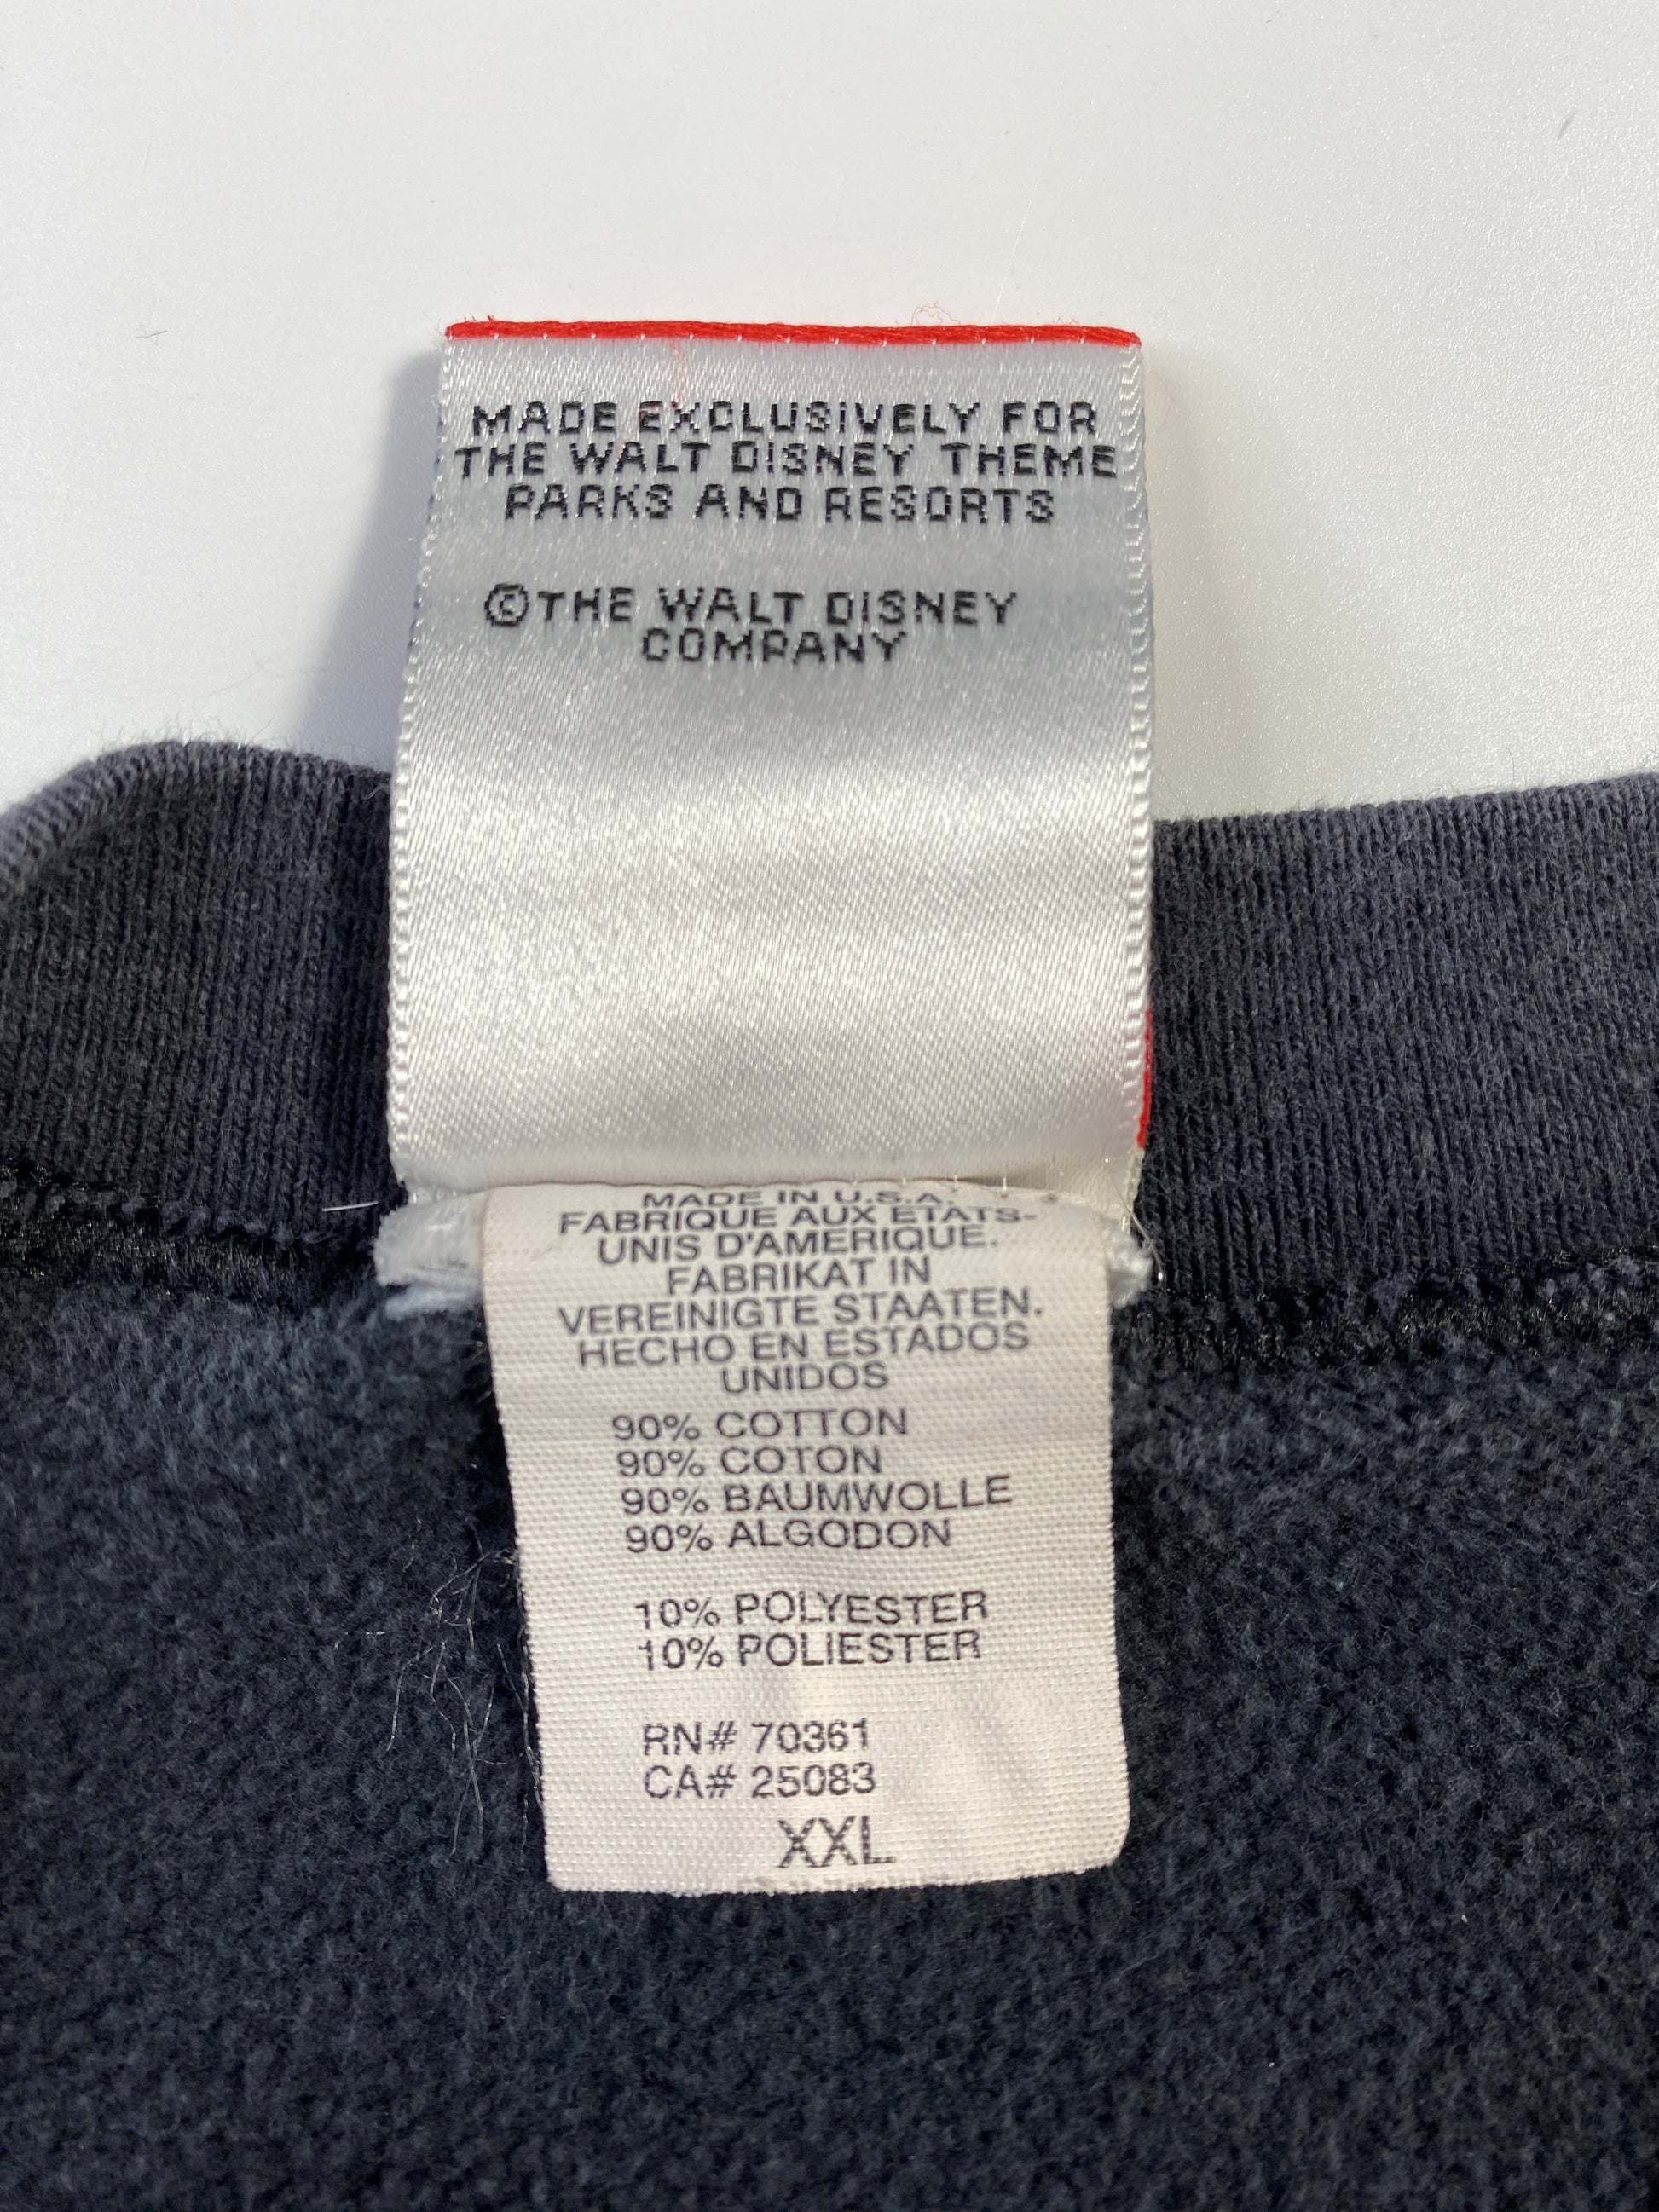 MADE EXCLUSIVELY FOR
THE WALT DISNEY THEME
PARKS AND RESORTS
©THE WALT DISNEY
COMPANY
MADE IN U.S.A.
FABRIQUE AUX ETATS-
UNIS D'AMERIQUE.
FABRIKAT IN
VEREINIGTE STAATEN.
HECHO EN ESTADOS
UNIDOS
90% COTTON
90% COTON
90% BAUMWOLLE
90% ALGODON
10% POLYESTER
10% POLIESTER
RN# 70361
CA# 25083
XXL